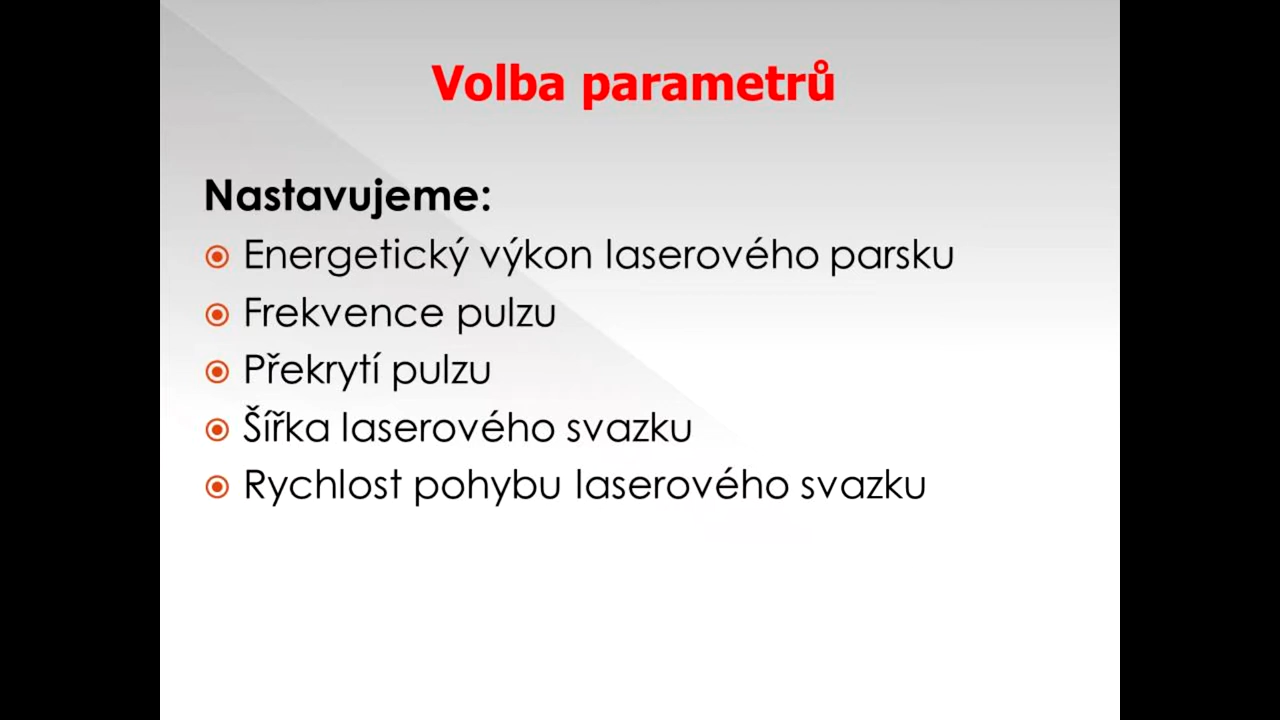 Volba parametrů
Nastavujeme:
Energetický výkon laserového parsku
Frekvence pulzu
Překrytí pulzu
Šířka laserového svazku
Rychlost pohybu laserového svazku